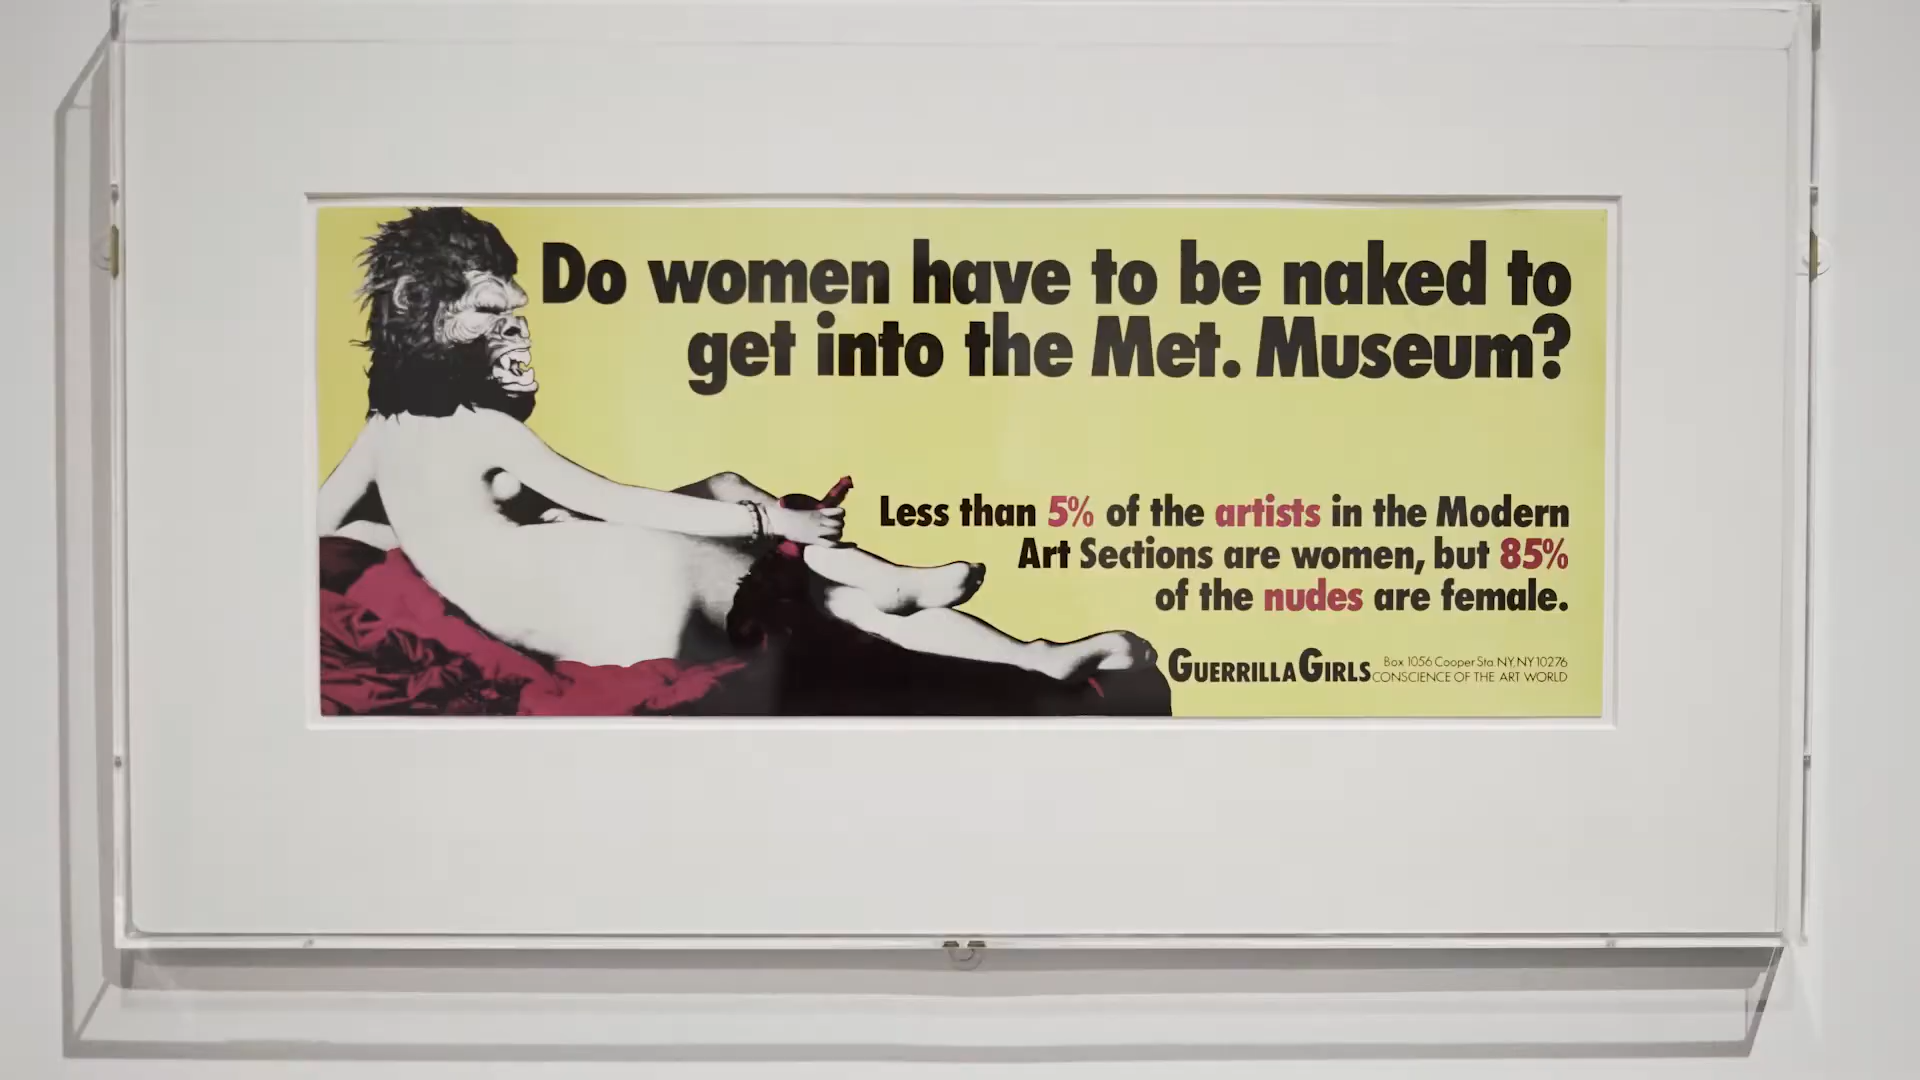 Do women have to be naked to
get into the Met. Museum?
Less than 5% of the artists in the Modern
Art Sections are women, but 85%
of the nudes are female.
GUERRILLA GIRLS Box 1056 Cooper Sta. NY, NY 10276
CONSCIENCE OF THE ART WORLD